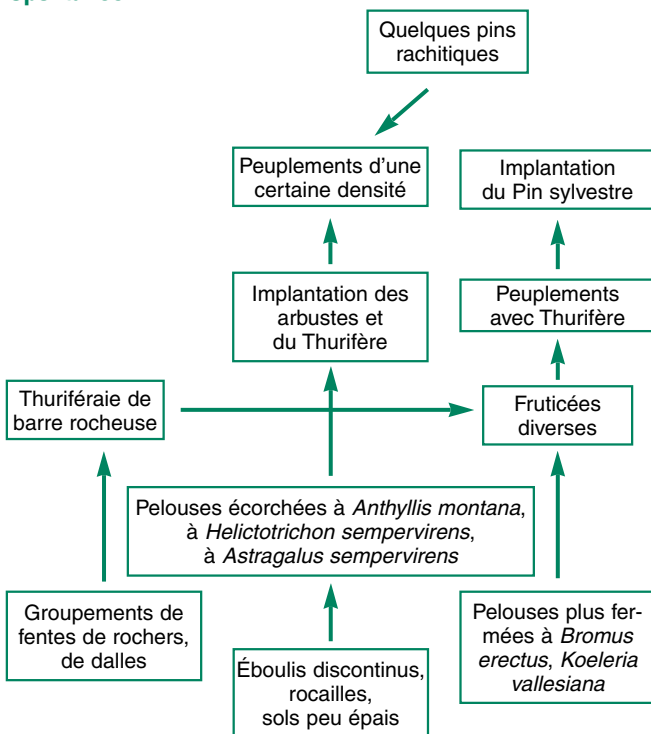 Quelques pins
rachitiques
Peuplements d'une
certaine densité
Implantation
du Pin sylvestre
Implantation des
arbustes et
du Thurifère
Peuplements
avec Thurifère
Thuriféraie de
barre rocheuse
Fruticées
diverses
Pelouses écorchées à Anthyllis montana,
à Helictotrichon sempervirens,
à Astragalus sempervirens
Groupements de
fentes de rochers,
de dalles
Éboulis discontinus,
rocailles,
sols peu épais
Pelouses plus fer-
mées à Bromus
erectus, Koeleria
vallesiana